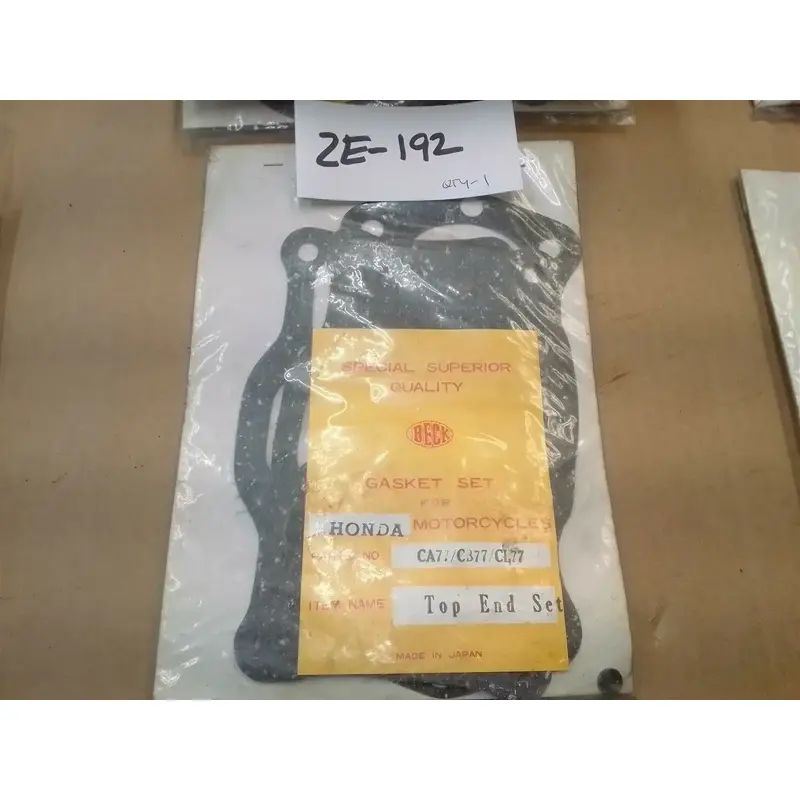 ZE-192
QTY-1
SPECIAL SUPERIOR
QUALITY
BECK
GASKET SET
FOR
HONDA MOTORCYCLES
NO. CA77/CB77/CL77
ITEM NAME Top End Set
MADE IN JAPAN